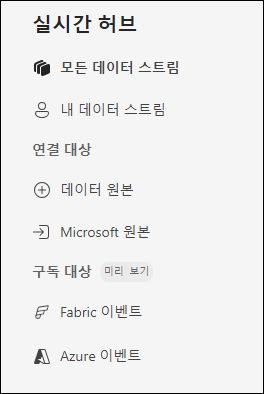 실시간 허브
모든 데이터 스트림
내 데이터 스트림
연결 대상
데이터 원본
Microsoft 원본
구독 대상 미리 보기
Fabric 이벤트
Azure 이벤트